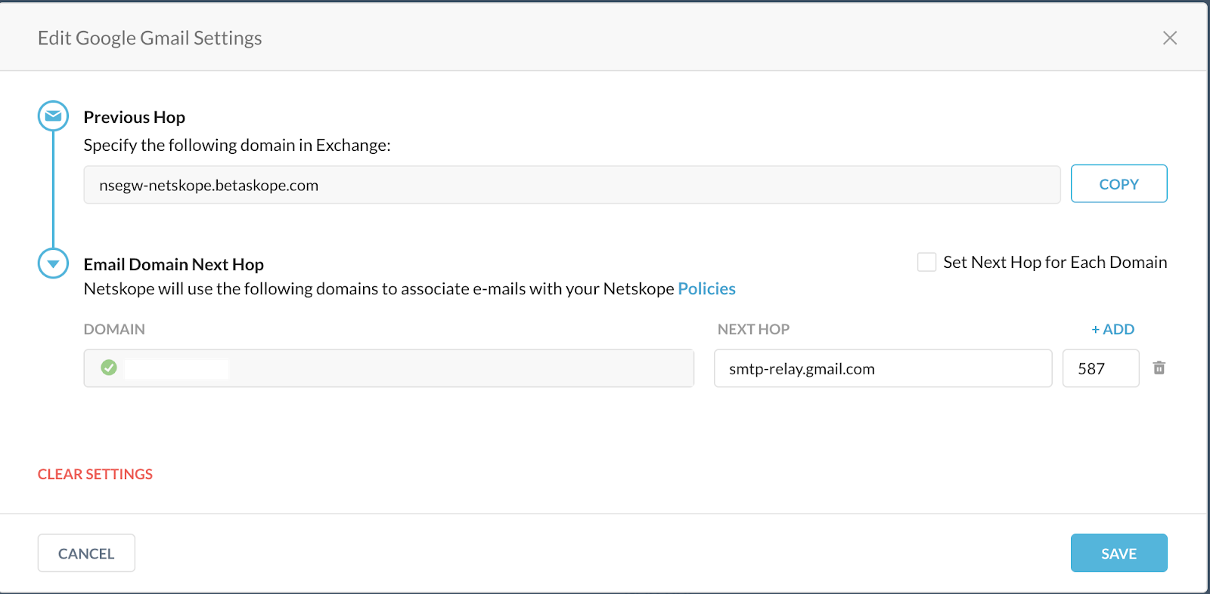 Edit Google Gmail Settings
Previous Hop
Specify the following domain in Exchange:
nsegw-netskope.betaskope.com
COPY
Email Domain Next Hop
Set Next Hop for Each Domain
Netskope will use the following domains to associate e-mails with your Netskope Policies
DOMAIN
NEXT HOP
+ ADD
smtp-relay.gmail.com
587
CLEAR SETTINGS
CANCEL
SAVE